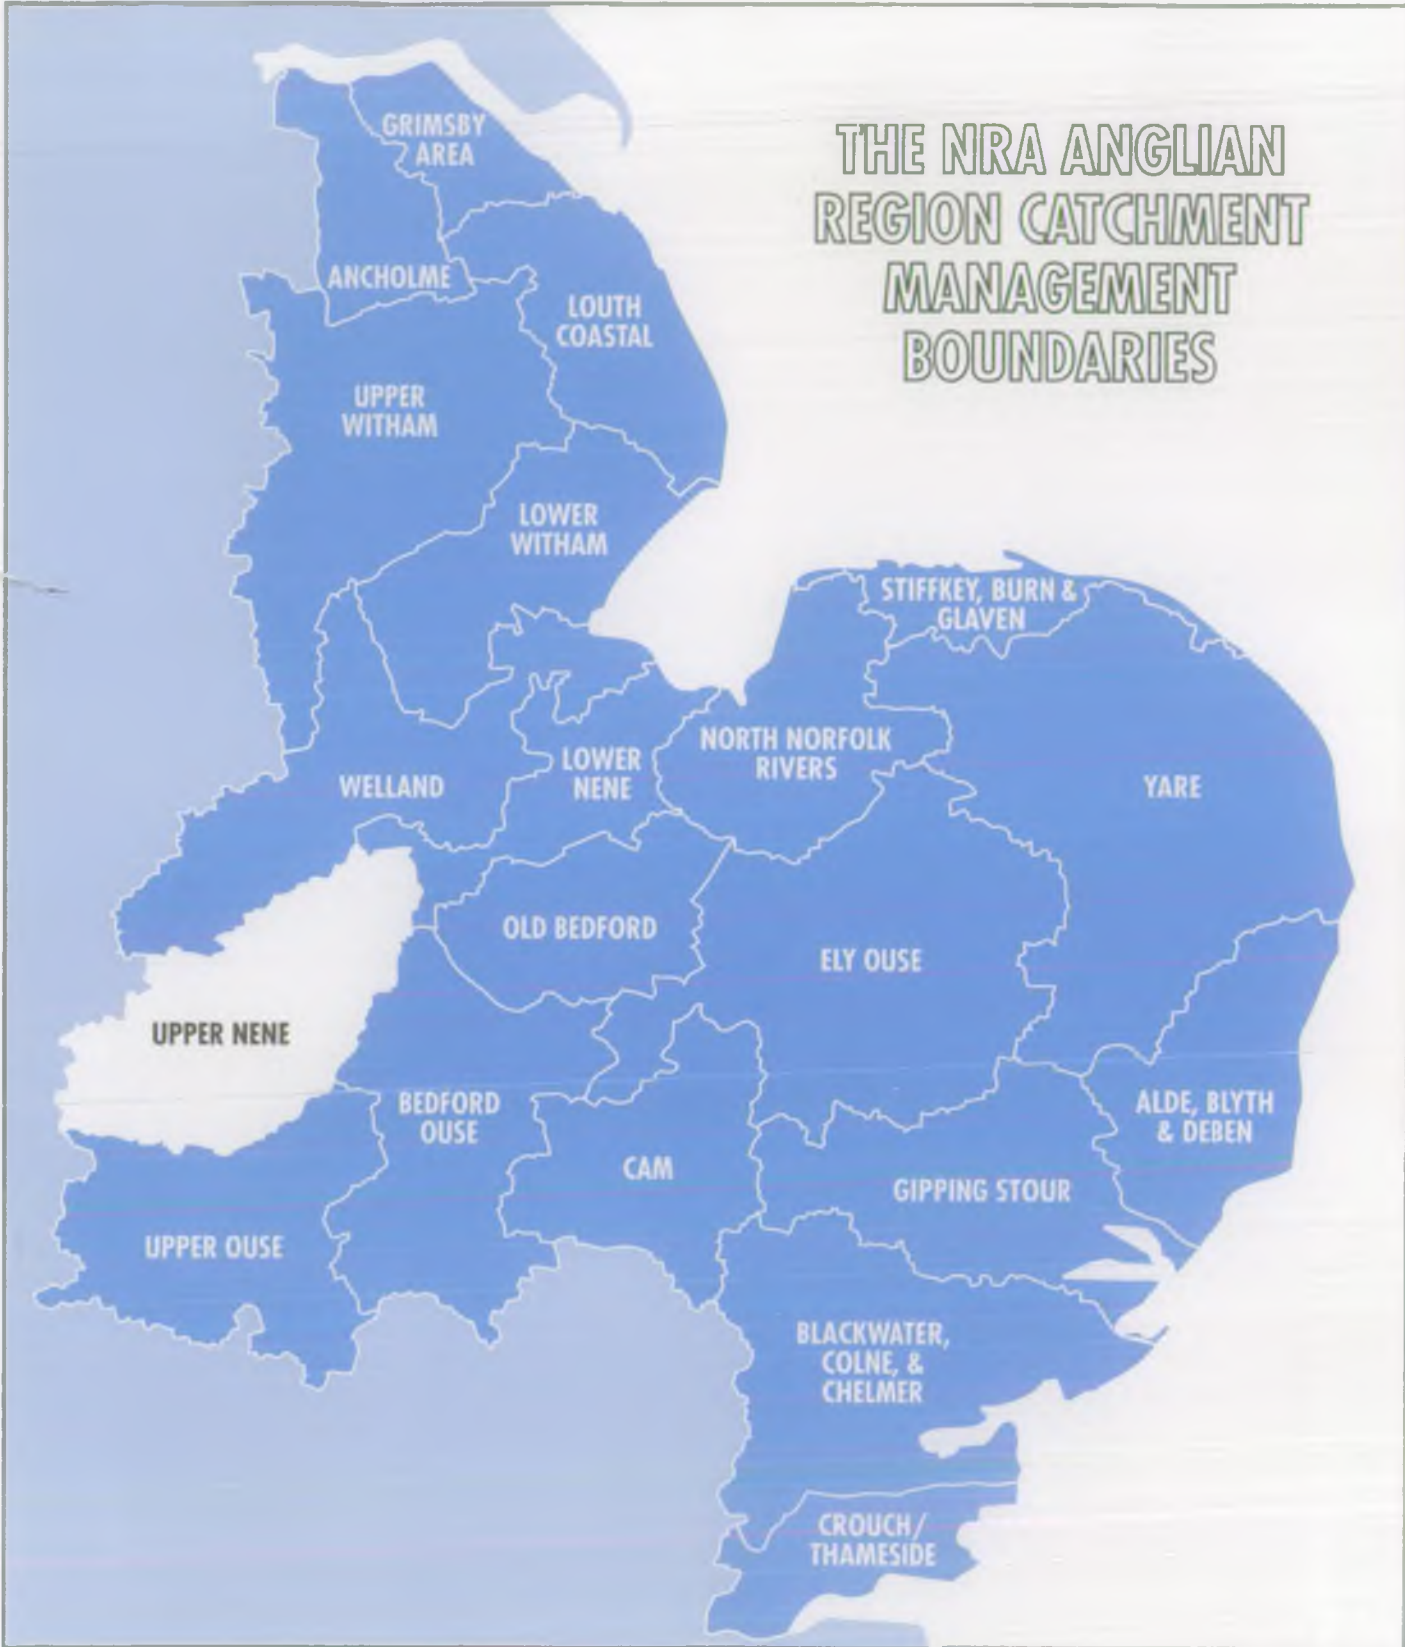 THE NRA ANGLIAN
REGION CATCHMENT
MANAGEMENT
BOUNDARIES
GRIMSBY
AREA
ANCHOLME
LOUTH
COASTAL
UPPER
WITHAM
LOWER
WITHAM
STIFFKEY, BURN &
GLAVEN
NORTH NORFOLK
RIVERS
LOWER
NENE
WELLAND
YARE
OLD BEDFORD
ELY OUSE
UPPER NENE
BEDFORD
OUSE
ALDE, BLYTH
& DEBEN
CAM
GIPPING STOUR
UPPER OUSE
BLACKWATER,
COLNE, &
CHELMER
CROUCH/
THAMESIDE